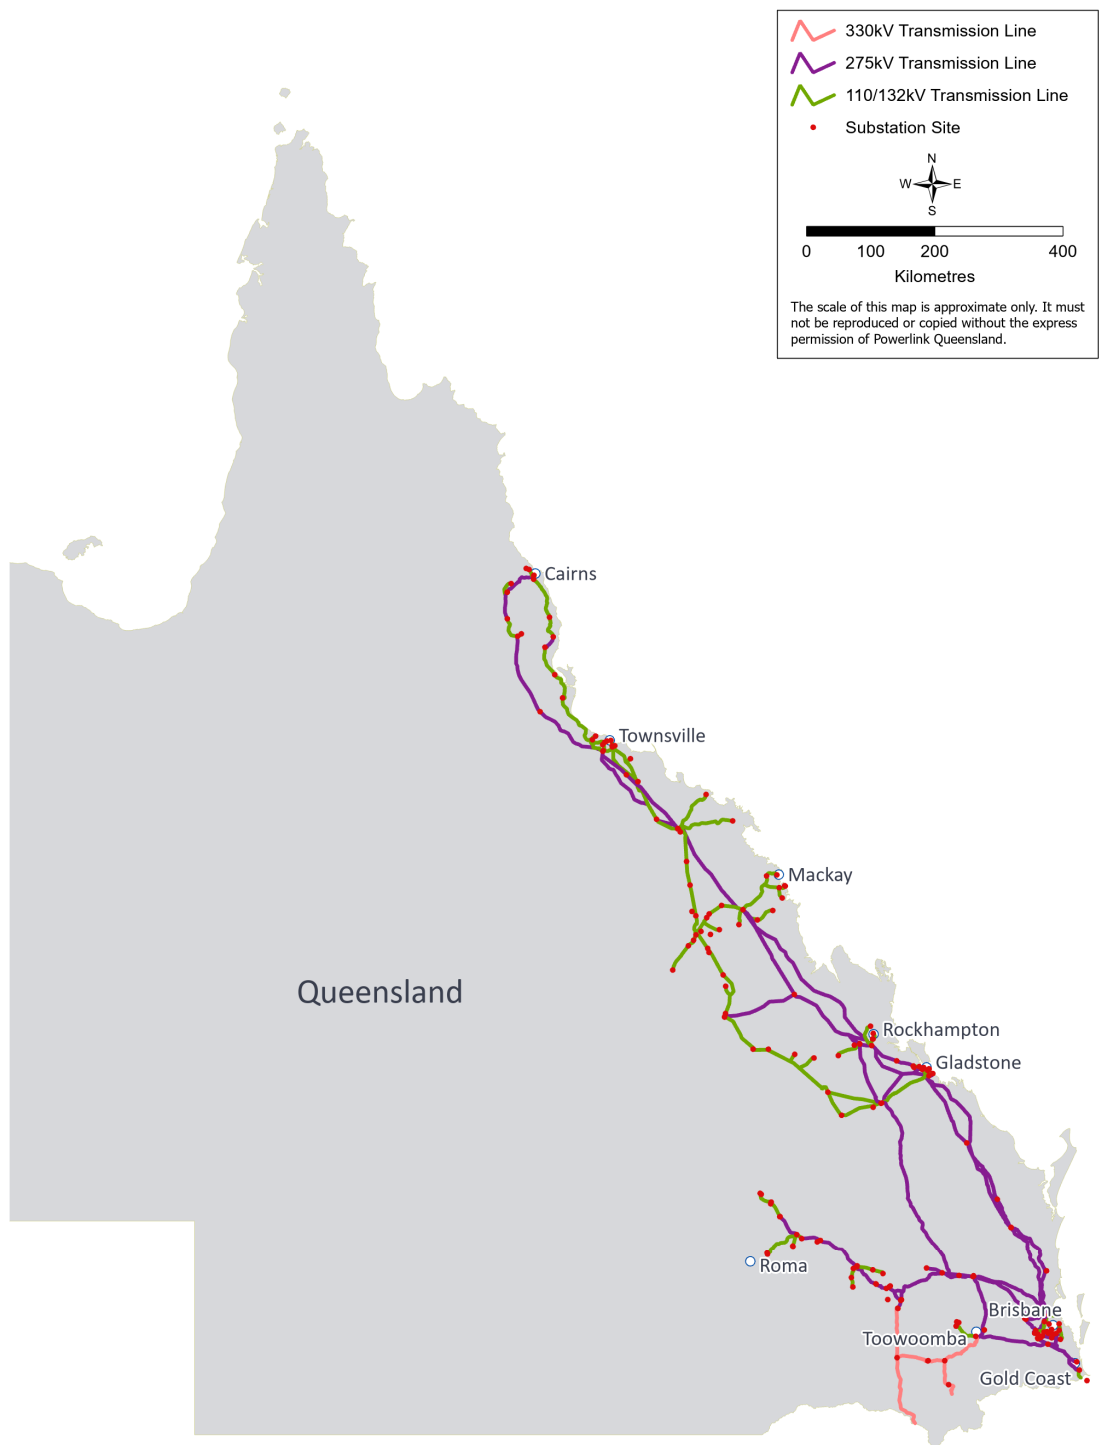 330kV Transmission Line
275kV Transmission Line
110/132kV Transmission Line
Substation Site
N
W E
S
0 100 200 400
Kilometres
The scale of this map is approximate only. It must
not be reproduced or copied without the express
permission of Powerlink Queensland.
Cairns
Townsville
Mackay
Queensland
Rockhampton
Gladstone
Roma
Brisbane
Toowoomba
Gold Coast